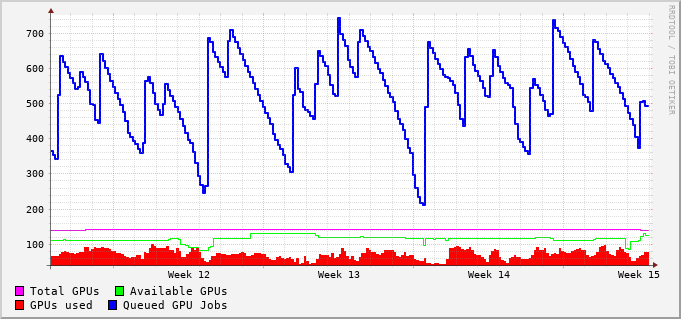 RRDTOOL / TOBI OETIKER
700
600
500
400
300
200
100
Week 12 Week 13 Week 14 Week 15
Total GPUs Available GPUs
GPUs used Queued GPU Jobs